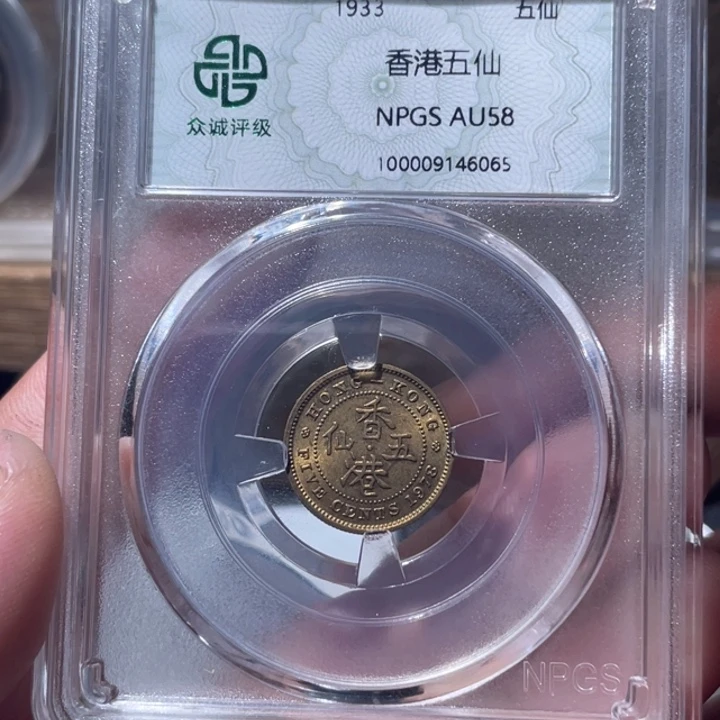 1933 五仙
香港五仙
NPGS AU58
众诚评级
100009146065
HONG KONG
香
仙 五
港
FIVE CENTS 1978
NPGS